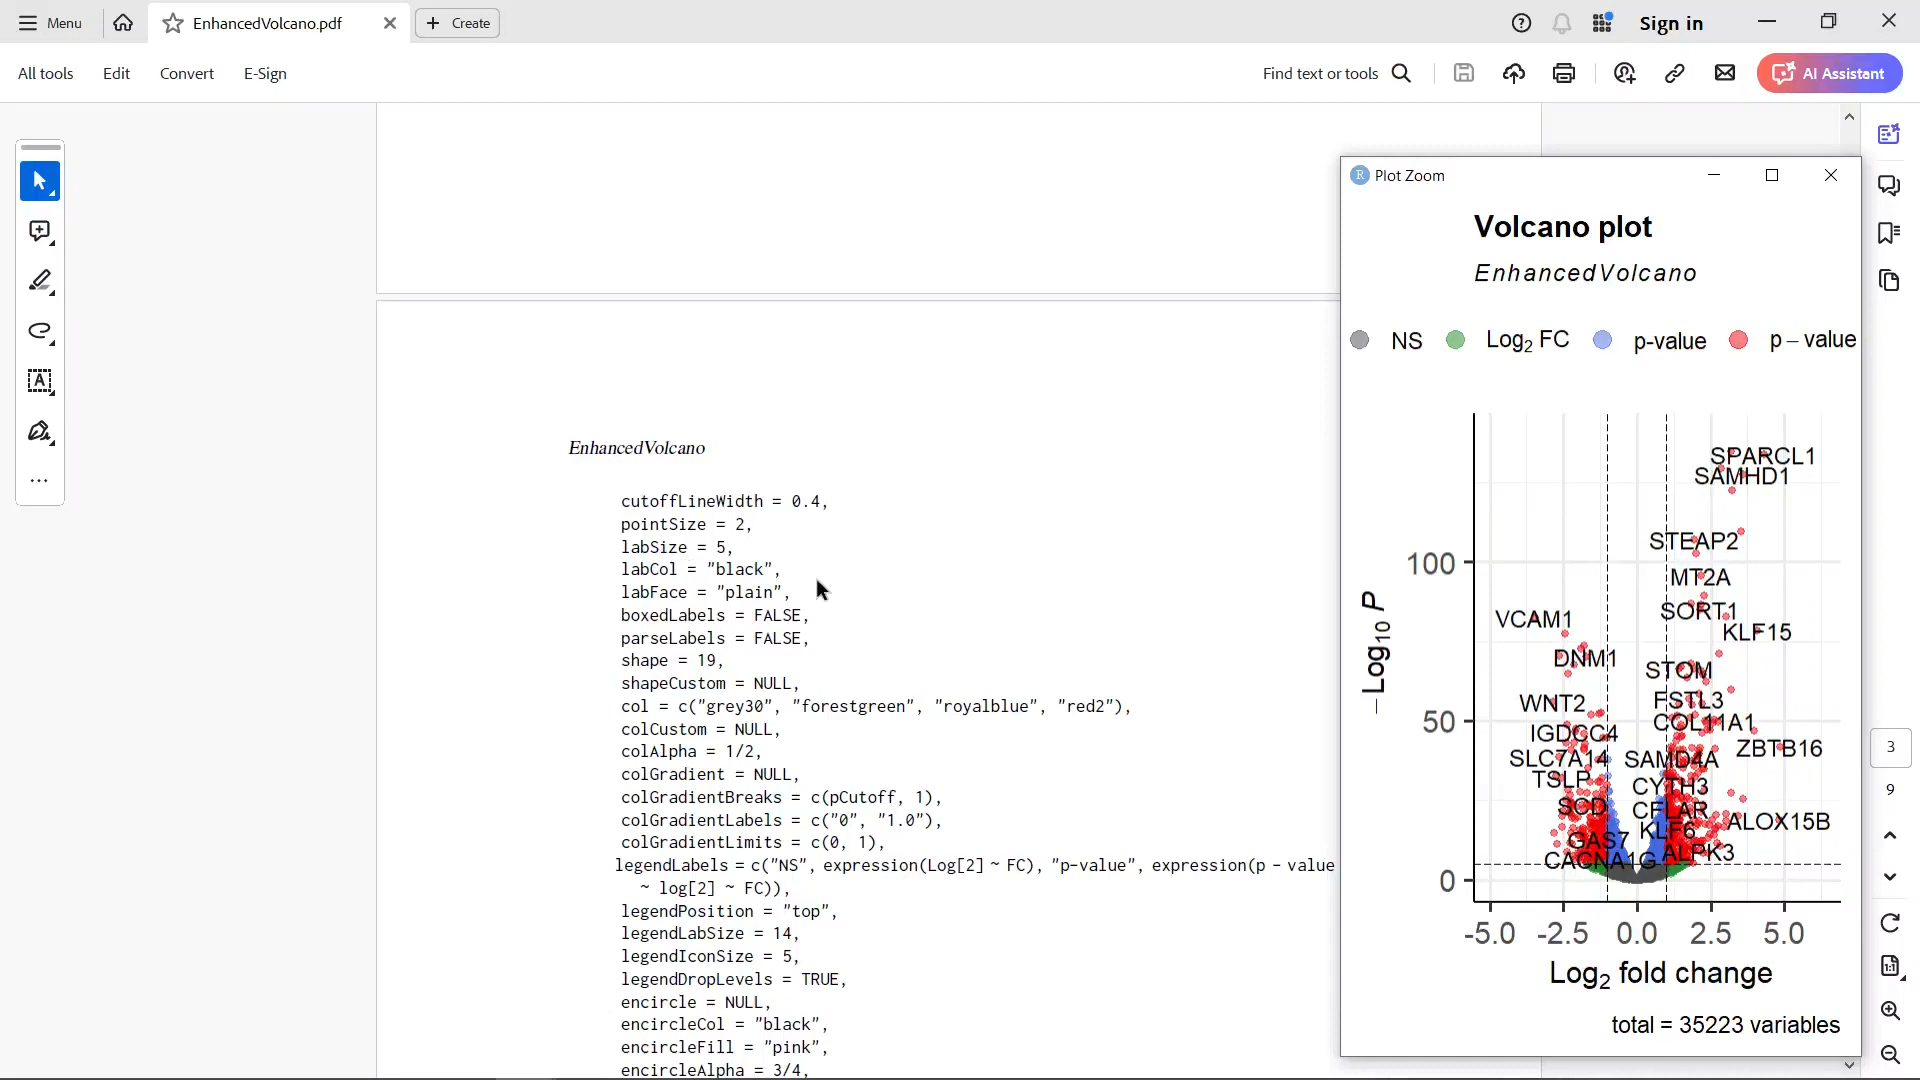 Menu
EnhancedVolcano.pdf
Create
Sign in
All tools
Edit
Convert
E-Sign
Find text or tools
AI Assistant
EnhancedVolcano
cutoffLineWidth = 0.4,
pointSize = 2,
labSize = 5,
labCol = "black",
labFace = "plain",
boxedLabels = FALSE,
parseLabels = FALSE,
shape = 19,
shapeCustom = NULL,
col = c("grey30", "forestgreen", "royalblue", "red2"),
colCustom = NULL,
colAlpha = 1/2,
colGradient = NULL,
colGradientBreaks = c(pCutoff, 1),
colGradientLabels = c("0", "1.0"),
colGradientLimits = c(0, 1),
legendLabels = c("NS", expression(Log[2] ~ FC), "p-value", expression(p - value
~ log[2] ~ FC)),
legendPosition = "top",
legendLabSize = 14,
legendIconSize = 5,
legendDropLevels = TRUE,
encircle = NULL,
encircleCol = "black",
encircleFill = "pink",
encircleAlpha = 3/4,
R Plot Zoom
Volcano plot
EnhancedVolcano
NS
Log2 FC
p-value
p – value
SPARCL1
SAMHD1
STEAP2
MT2A
SORT1
VCAM1
KLF15
DNM1
STOM
WNT2
FSTL3
COL11A1
IGDCC4
ZBTB16
SLC7A14
SAMD4A
TSLP
CYTH3
SCD
CFLAR
ALOX15B
KLF6
GAS7
ALPK3
CACNA1G
100
50
0
–Log10 P
-5.0
-2.5
0.0
2.5
5.0
Log2 fold change
total = 35223 variables
3
9